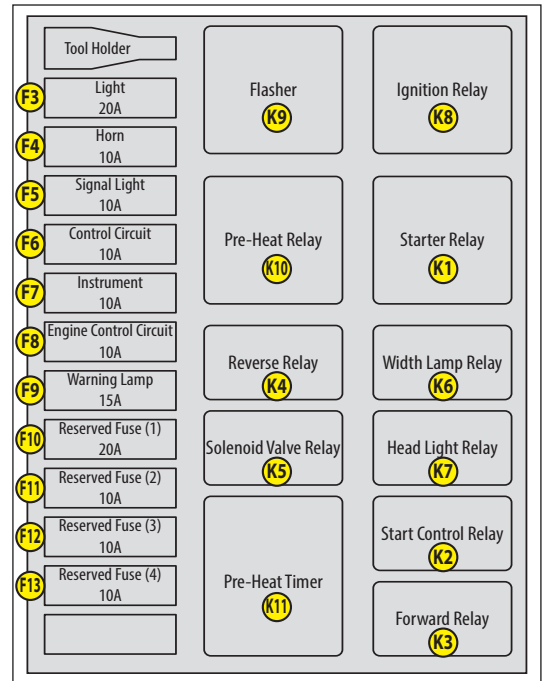 Tool Holder
F3
Light
20A
F4
Horn
10A
F5
Signal Light
10A
F6
Control Circuit
10A
F7
Instrument
10A
F8
Engine Control Circuit
10A
F9
Warning Lamp
15A
F10
Reserved Fuse (1)
20A
F11
Reserved Fuse (2)
10A
F12
Reserved Fuse (3)
10A
F13
Reserved Fuse (4)
10A
Flasher
K9
Pre-Heat Relay
K10
Reverse Relay
K4
Solenoid Valve Relay
K5
Pre-Heat Timer
K11
Ignition Relay
K8
Starter Relay
K1
Width Lamp Relay
K6
Head Light Relay
K7
Start Control Relay
K2
Forward Relay
K3